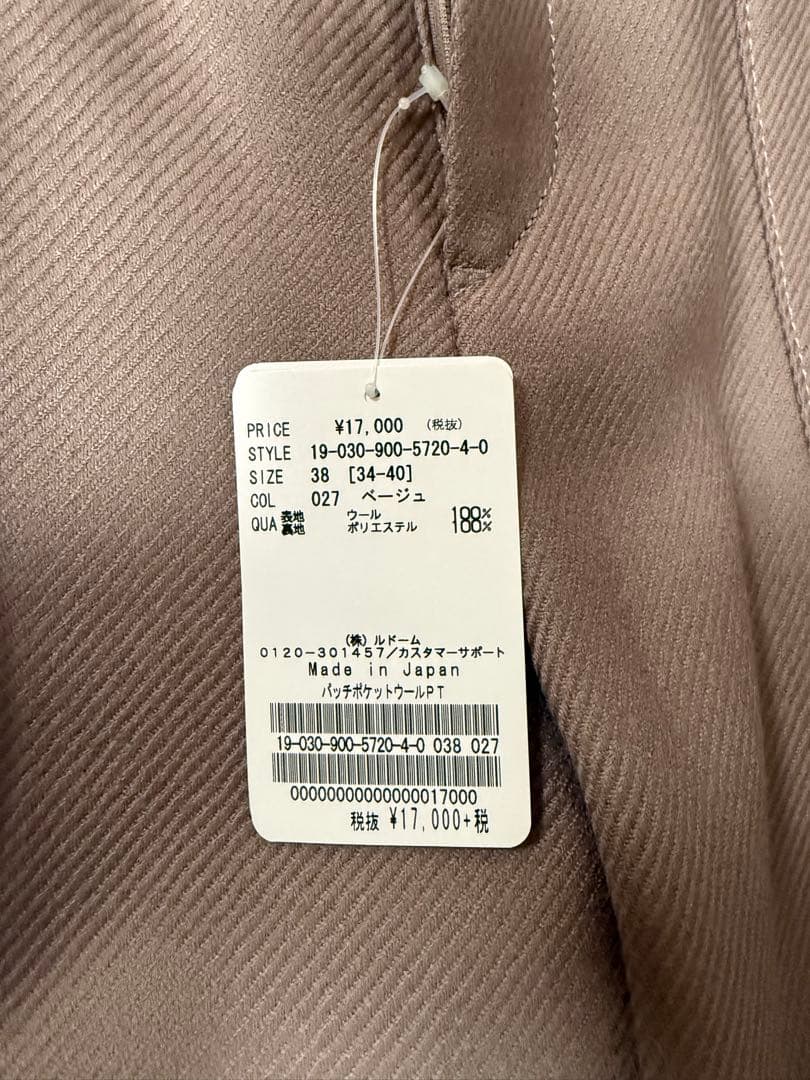 PRICE ¥17,000 (税抜)
STYLE 19-030-900-5720-4-0
SIZE 38 [34-40]
COL 027 ベージュ
QUA 表地 ウール 100%
裏地 ポリエステル 100%
(株)ルドーム
0120-301457/カスタマーサポート
Made in Japan
パッチポケットウールPT
19-030-900-5720-4-0 038 027
00000000000000017000
税抜 ¥17,000+税